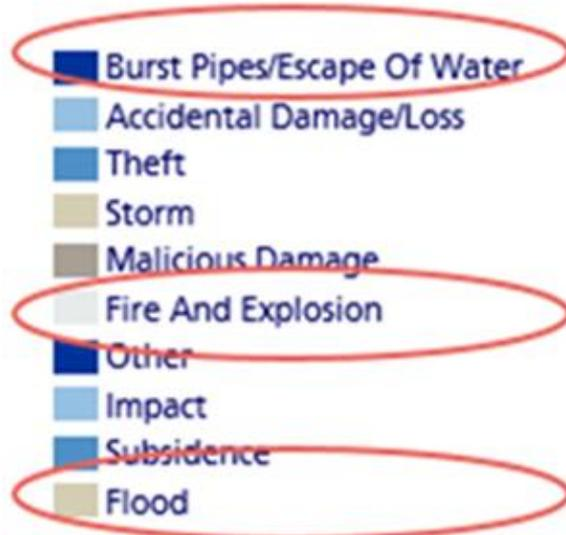 Burst Pipes/Escape Of Water
Accidental Damage/Loss
Theft
Storm
Malicious Damage
Fire And Explosion
Other
Impact
Subsidence
Flood